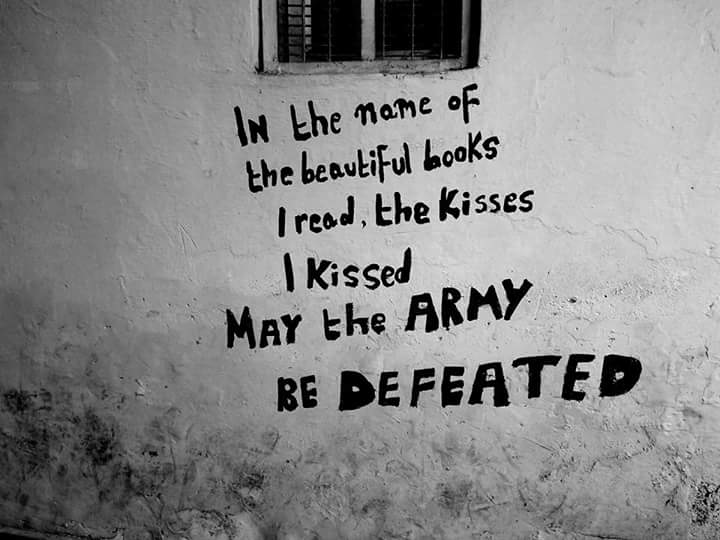 IN the name of
the beautiful books
I read, the Kisses
I Kissed
MAY the ARMY
BE DEFEATED